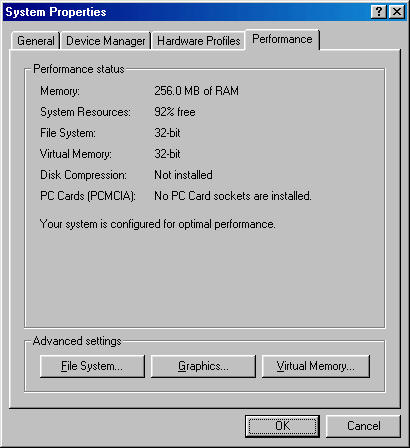 System Properties
General Device Manager Hardware Profiles Performance
Performance status
Memory: 256.0 MB of RAM
System Resources: 92% free
File System: 32-bit
Virtual Memory: 32-bit
Disk Compression: Not installed
PC Cards (PCMCIA): No PC Card sockets are installed.
Your system is configured for optimal performance.
Advanced settings
File System... Graphics... Virtual Memory...
OK Cancel